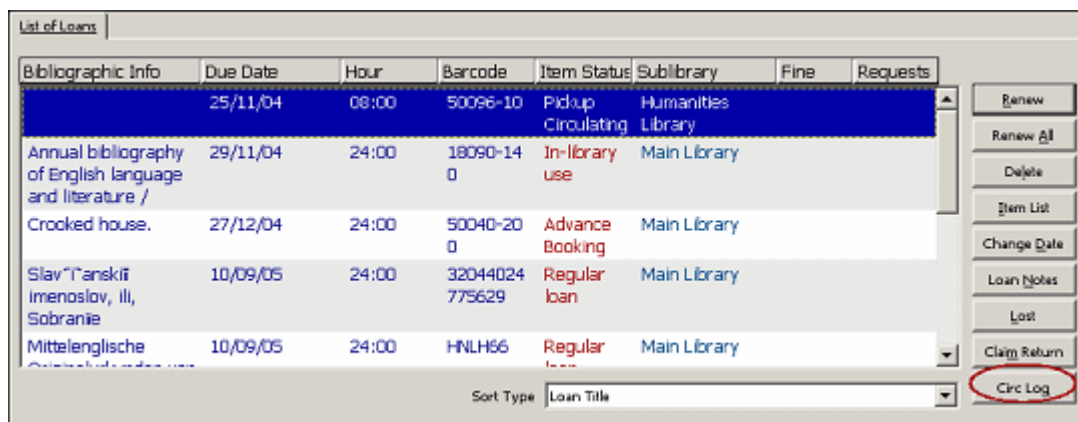 List of Loans
Bibliographic Info Due Date Hour Barcode Item Status Sublibrary Fine Requests
25/11/04 08:00 50096-10 Pickup Humanities
Circulating Library
Annual bibliography 29/11/04 24:00 18090-14 In-library Main Library
of English language 0 use
and literature /
Crooked house. 27/12/04 24:00 50040-20 Advance Main Library
0 Booking
10/09/05 24:00 32044024 Regular Main Library
imenoslov, ili, 775629 loan
Sobranïe
Mittelenglische 10/09/05 24:00 HNLH66 Regular Main Library
Sort Type Loan Title
Renew
Renew All
Delete
Item List
Change Date
Loan Notes
Lost
Claim Return
Circ Log